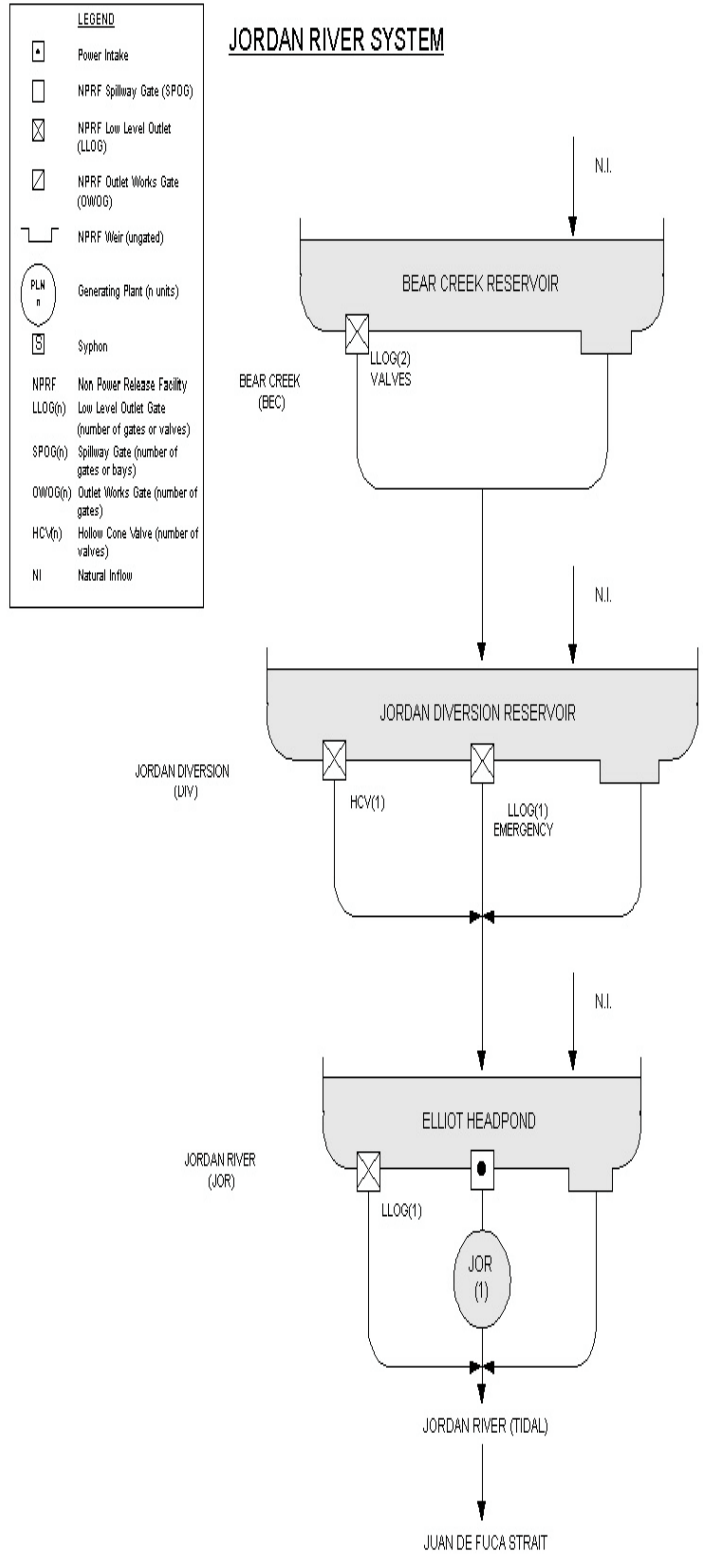 LEGEND
Power Intake
NPRF Spillway Gate (SPOG)
NPRF Low Level Outlet
(LLOG)
NPRF Outlet Works Gate
(OWOG)
NPRF Weir (ungated)
PLN
n
Generating Plant (n units)
S
Syphon
NPRF Non Power Release Facility
LLOG(n) Low Level Outlet Gate
(number of gates or valves)
SPOG(n) Spillway Gate (number of
gates or bays)
OWOG(n) Outlet Works Gate (number of
gates)
HCV(n) Hollow Cone Valve (number of
valves)
NI Natural Inflow
JORDAN RIVER SYSTEM
N.I.
BEAR CREEK RESERVOIR
LLOG(2)
VALVES
BEAR CREEK
(BEC)
N.I.
JORDAN DIVERSION RESERVOIR
JORDAN DIVERSION
(DIV)
HCV(1)
LLOG(1)
EMERGENCY
N.I.
ELLIOT HEADPOND
JORDAN RIVER
(JOR)
LLOG(1)
JOR
(1)
JORDAN RIVER (TIDAL)
JUAN DE FUCA STRAIT